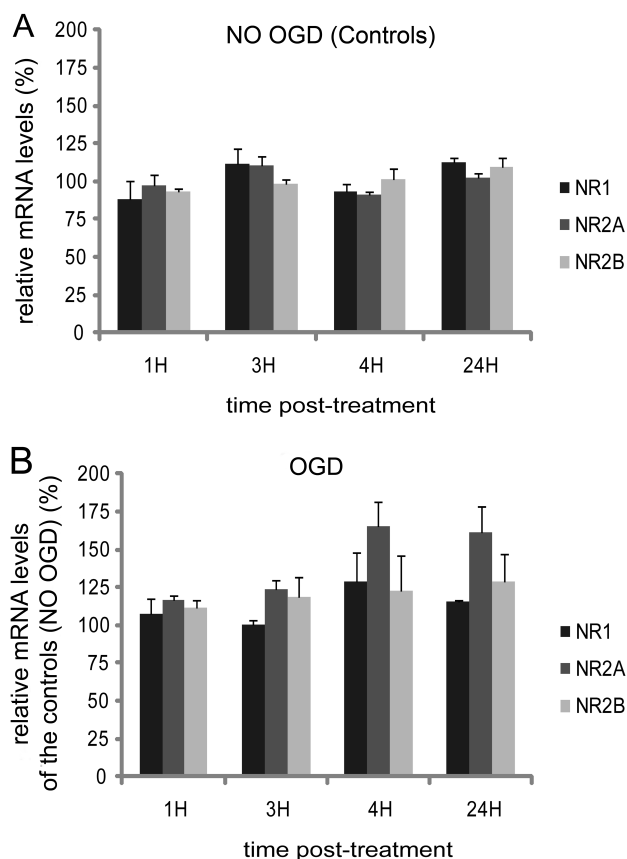 A
NO OGD (Controls)
relative mRNA levels (%)
200
175
150
125
100
75
50
25
0
1H 3H 4H 24H
time post-treatment
NR1
NR2A
NR2B
B
OGD
relative mRNA levels
of the controls (NO OGD) (%)
200
175
150
125
100
75
50
25
0
1H 3H 4H 24H
time post-treatment
NR1
NR2A
NR2B